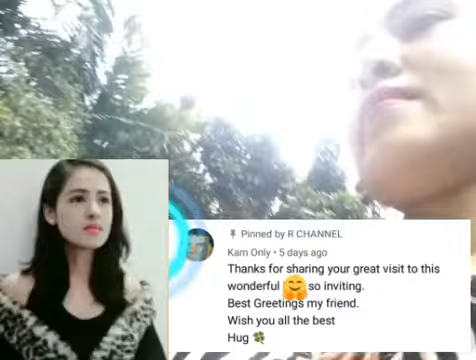 Pinned by R CHANNEL
Kam Only • 5 days ago
Thanks for sharing your great visit to this
wonderful 🤗 so inviting.
Best Greetings my friend.
Wish you all the best
Hug 🍀